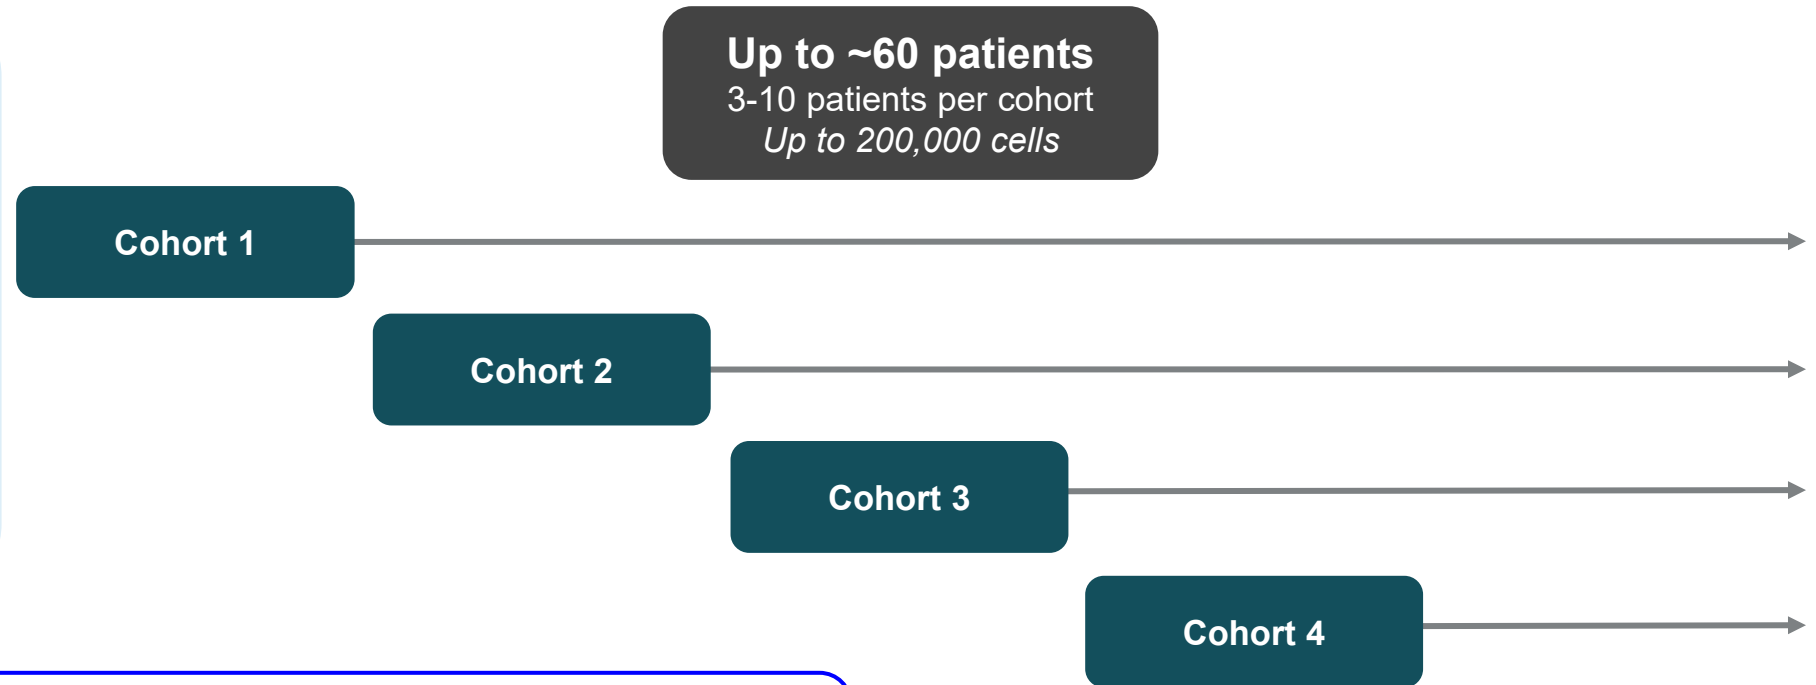 Up to ~60 patients
3-10 patients per cohort
Up to 200,000 cells
Cohort 1
Cohort 2
Cohort 3
Cohort 4